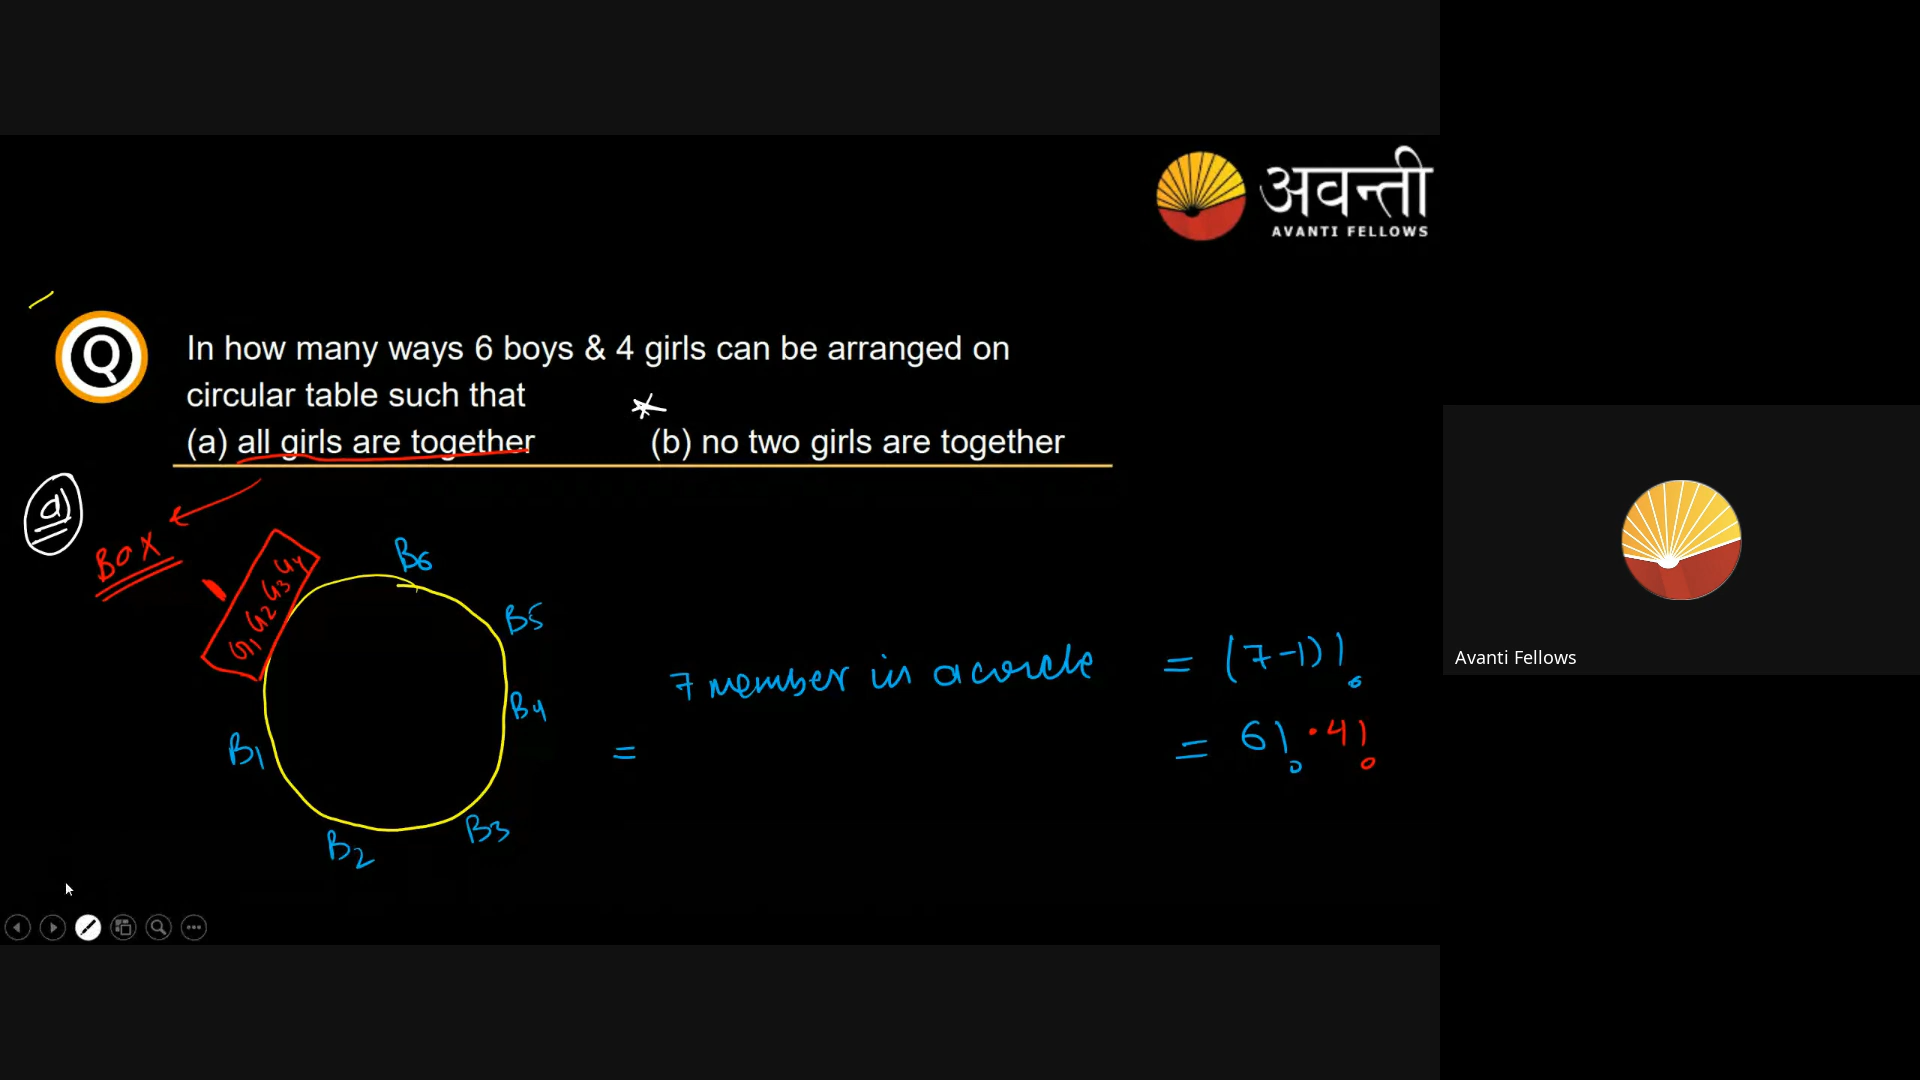 अवन्ती
AVANTI FELLOWS
Q
In how many ways 6 boys & 4 girls can be arranged on
circular table such that
(a) all girls are together
(b) no two girls are together
a)
BOX
G1 G2 G3 G4
B6
B5
B4
B3
B2
B1
7 member in a circle = (7-1)!
= = 6! · 4!
Avanti Fellows